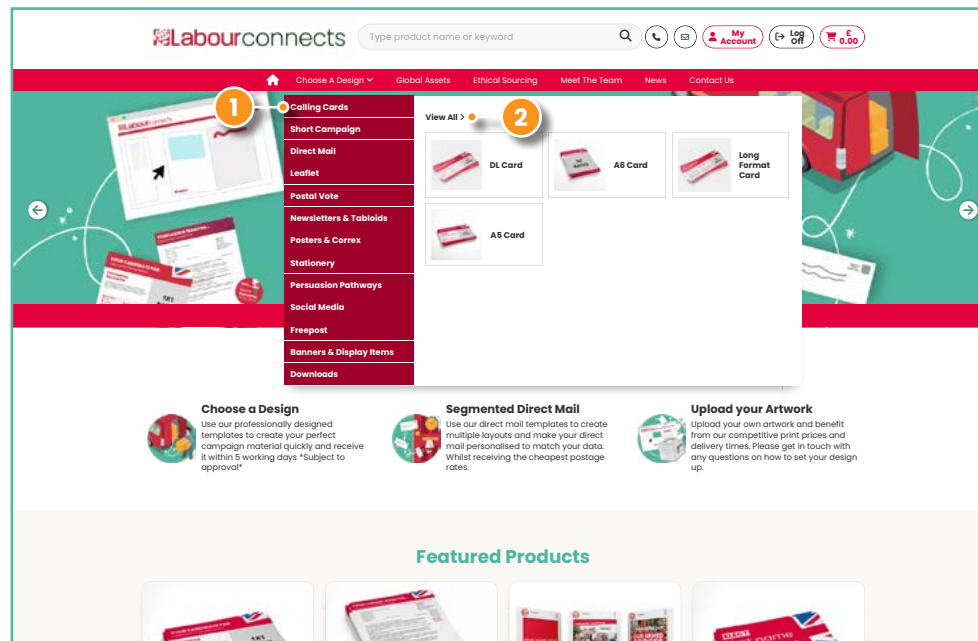 Labourconnects
Type product name or keyword
My Account
Log Off
£ 0.00
Choose A Design
Global Assets
Ethical Sourcing
Meet The Team
News
Contact Us
1
Calling Cards
Short Campaign
Direct Mail
Leaflet
Postal Vote
Newsletters & Tabloids
Posters & Correx
Stationery
Persuasion Pathways
Social Media
Freepost
Banners & Display Items
Downloads
View All >
2
DL Card
A6 Card
Long
Format
Card
A5 Card
1X1
Choose a Design
Use our professionally designed
templates to create your perfect
campaign material quickly and receive
it within 5 working days *Subject to
approval*
Segmented Direct Mail
Use our direct mail templates to create
multiple layouts and make your direct
mail personalised to match your data.
Whilst receiving the cheapest postage
rates.
Upload your Artwork
Upload your own artwork and benefit
from our competitive print prices and
delivery times. Please get in touch with
any questions on how to set your design
up.
Featured Products
YOUR CANDIDATE FOR
1X1
ELECT